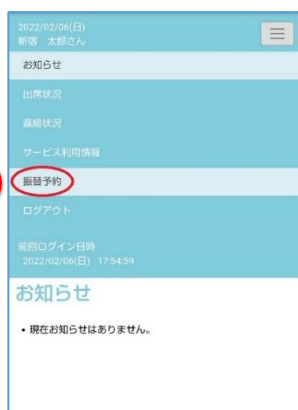 2022/02/06(日)
新宿 太郎さん
お知らせ
出席状況
進級状況
サービス利用情報
振替予約
ログアウト
前回ログイン日時
2022/02/06(日) 17:54:59
お知らせ
• 現在お知らせはありません。